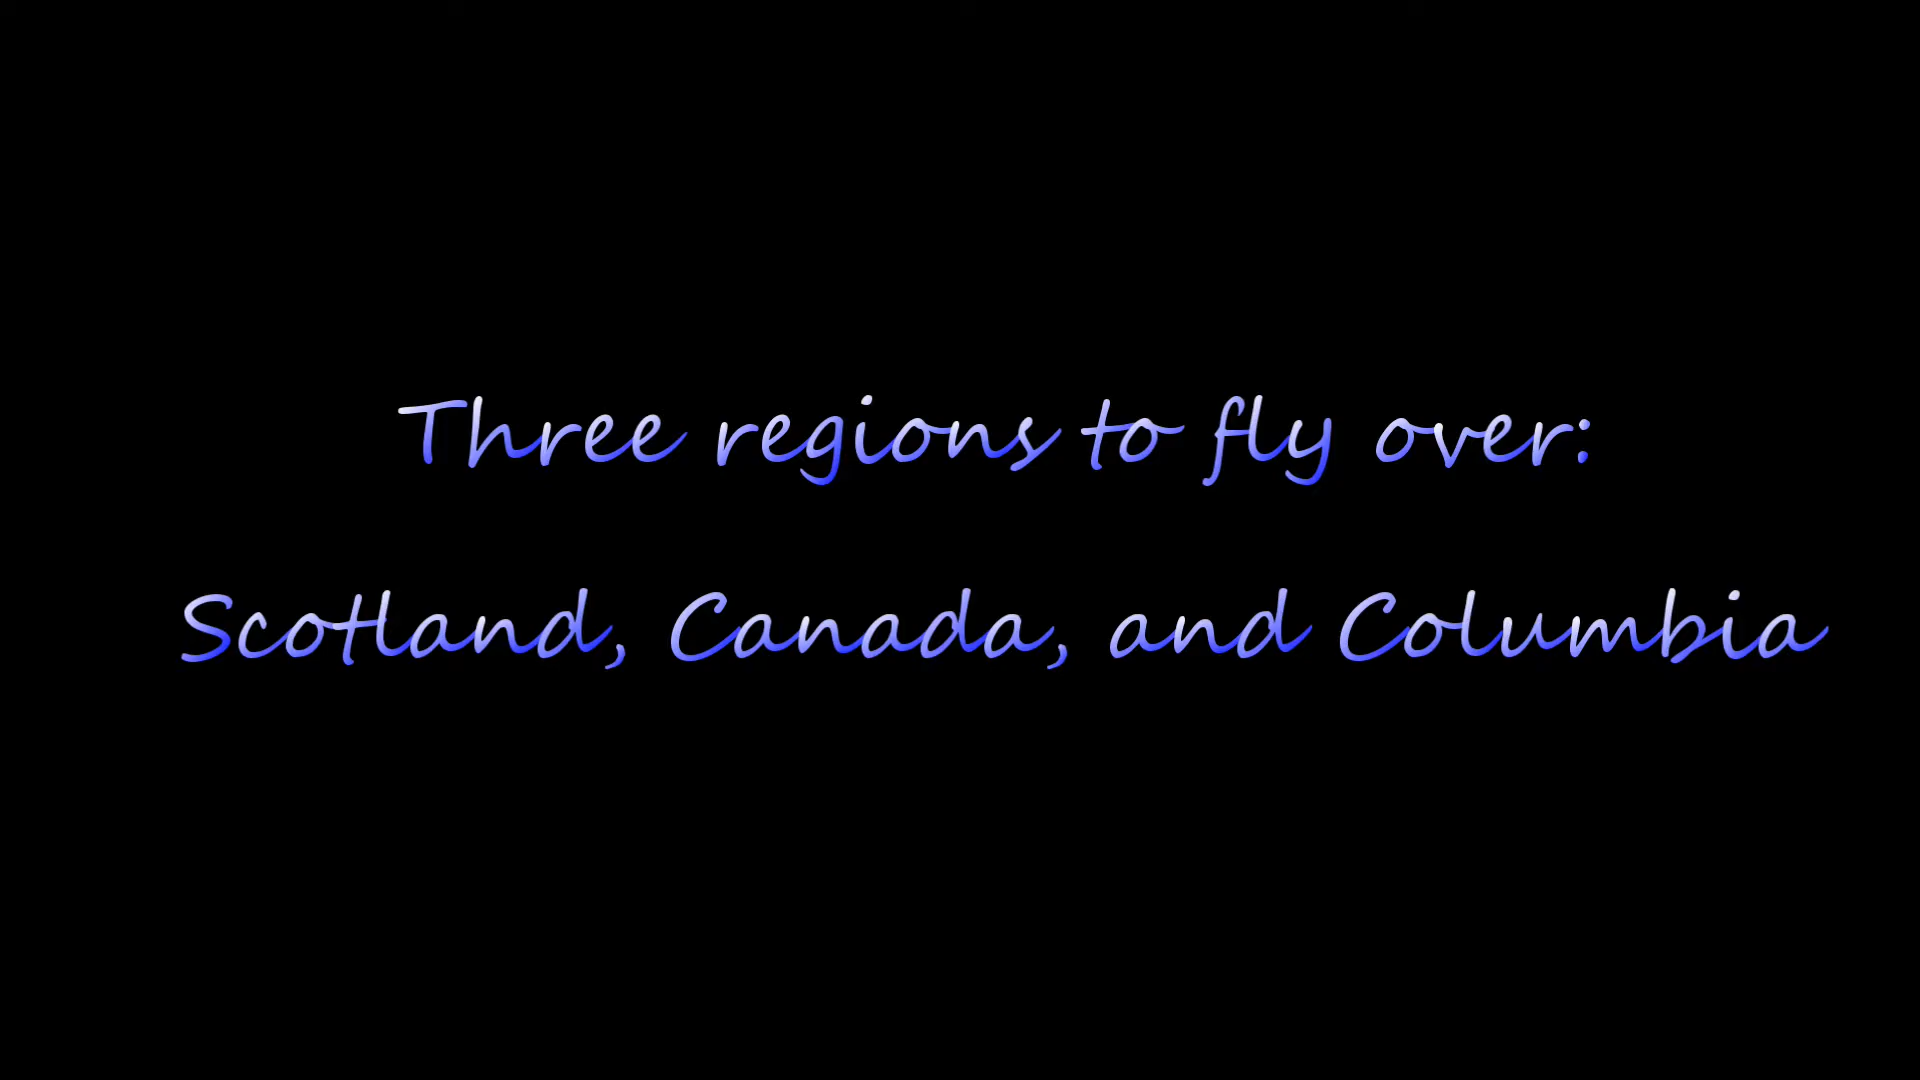 Three regions to fly over:
Scotland, Canada, and Columbia